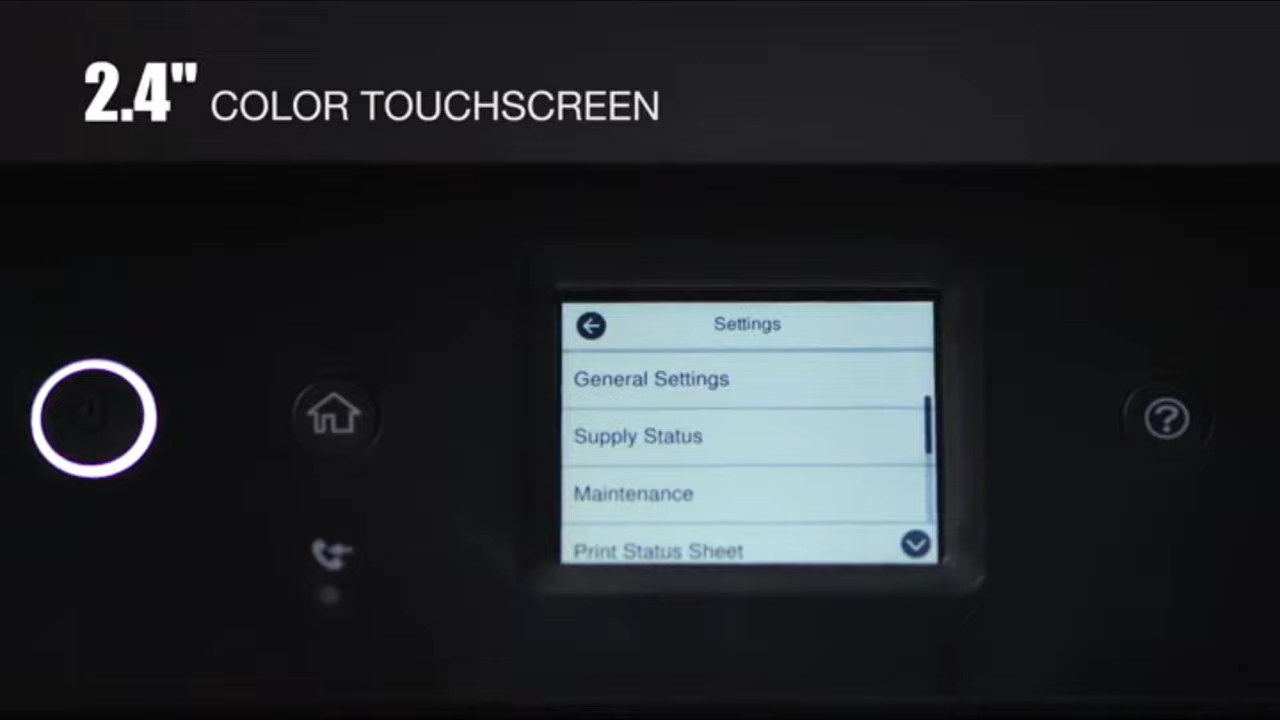 2.4" COLOR TOUCHSCREEN
Settings
General Settings
Supply Status
Maintenance
Print Status Sheet